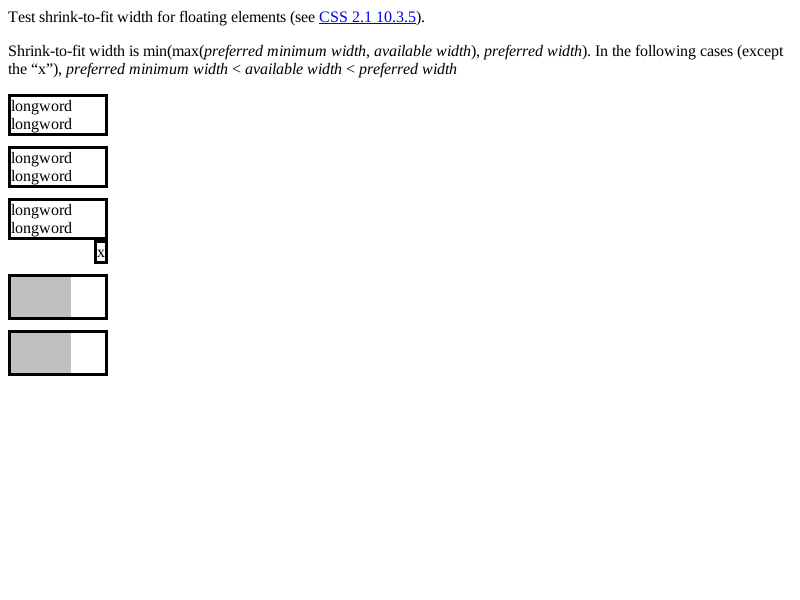 Test shrink-to-fit width for floating elements (see CSS 2.1 10.3.5).
Shrink-to-fit width is min(max(preferred minimum width, available width), preferred width). In the following cases (except
the “x”), preferred minimum width < available width < preferred width
longword
longword
longword
longword
longword
longword
x